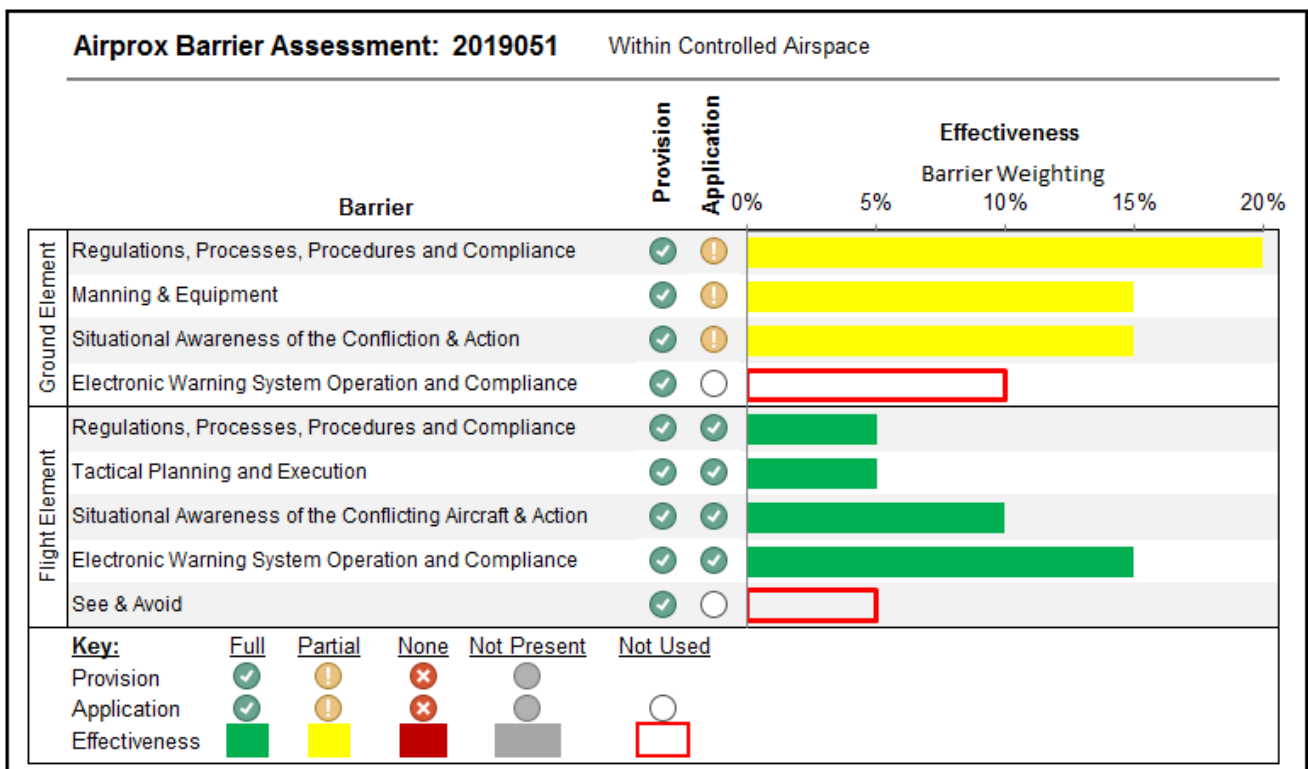 Airprox Barrier Assessment: 2019051 Within Controlled Airspace
Barrier Provision Application Effectiveness
Barrier Weighting
0% 5% 10% 15% 20%
Ground Element
Regulations, Processes, Procedures and Compliance
Manning & Equipment
Situational Awareness of the Confliction & Action
Electronic Warning System Operation and Compliance
Flight Element
Regulations, Processes, Procedures and Compliance
Tactical Planning and Execution
Situational Awareness of the Conflicting Aircraft & Action
Electronic Warning System Operation and Compliance
See & Avoid
Key: Full Partial None Not Present Not Used
Provision
Application
Effectiveness